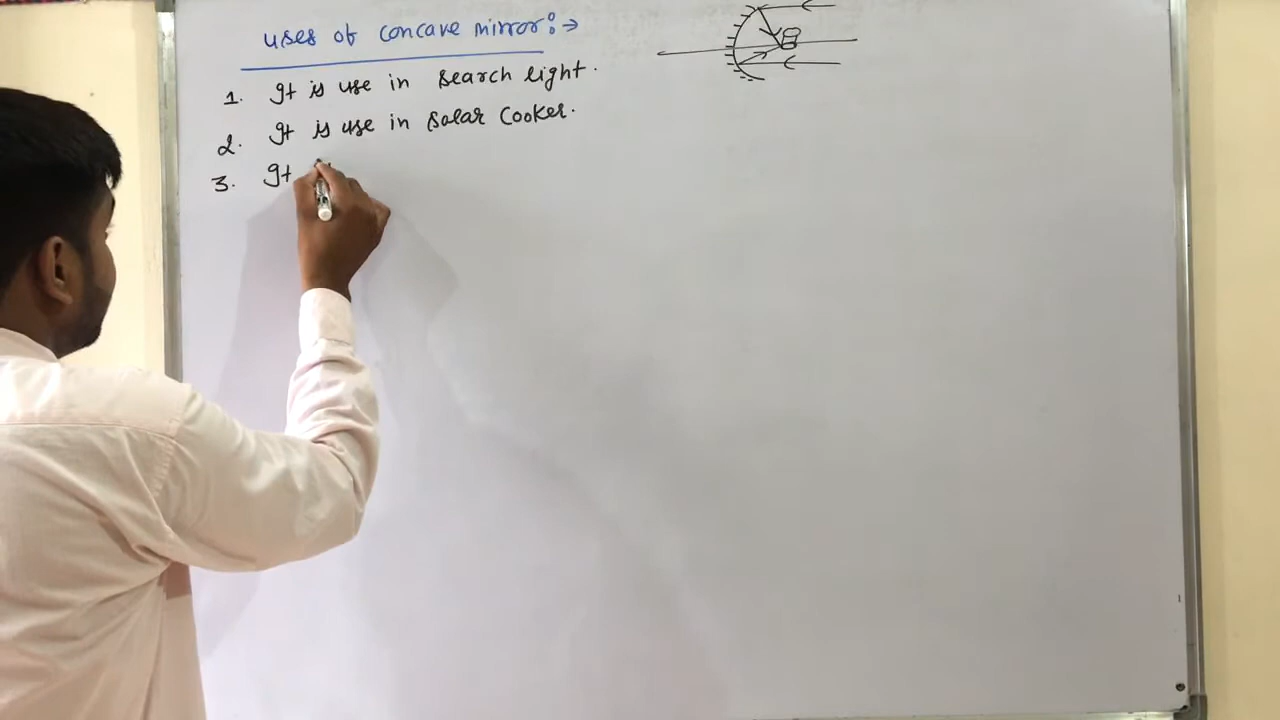 uses of concave mirror:→
1. It is use in search light.
2. It is use in solar cooker.
3. It